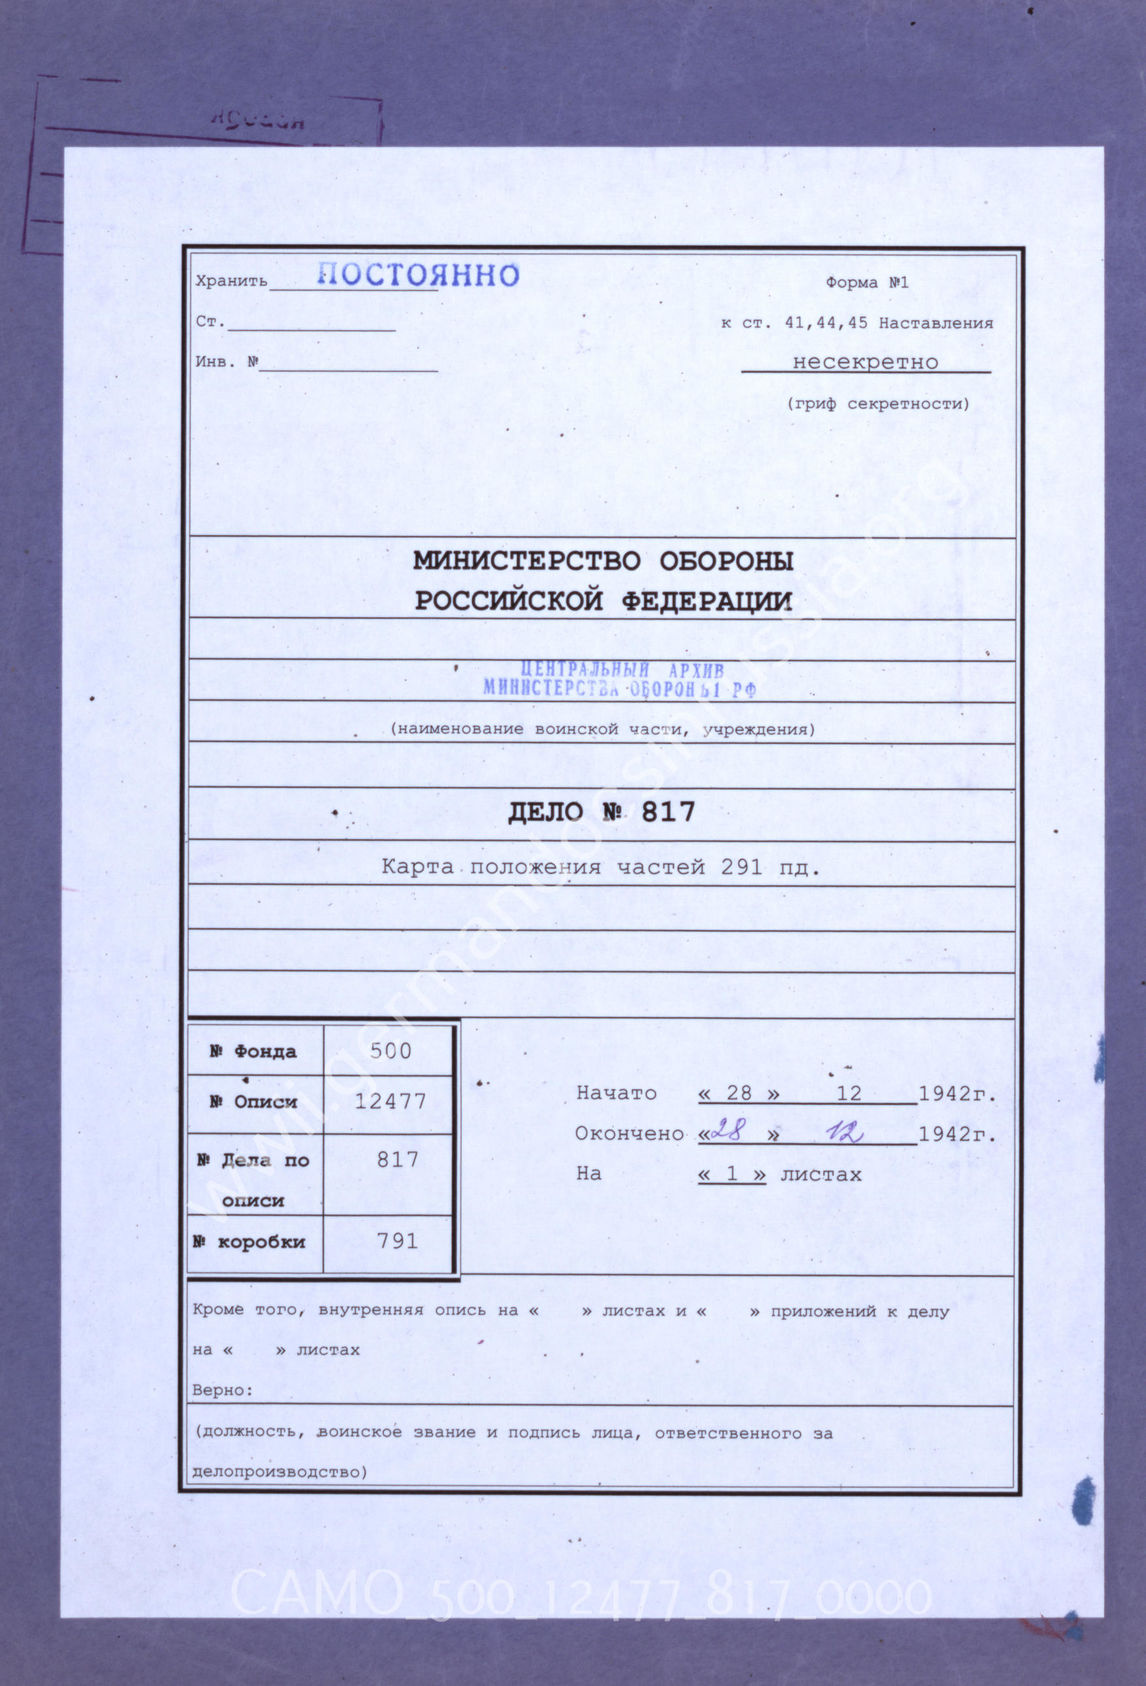 Хранить ПОСТОЯННО
Форма №1
Ст.
к ст. 41,44,45 Наставления
Инв. №
несекретно
(гриф секретности)
МИНИСТЕРСТВО ОБОРОНЫ
РОССИЙСКОЙ ФЕДЕРАЦИИ
ЦЕНТРАЛЬНЫЙ АРХИВ
МИНИСТЕРСТВА ОБОРОНЫ РФ
(наименование воинской части, учреждения)
ДЕЛО № 817
Карта положения частей 291 пд.
№ Фонда 500
№ Описи 12477
№ Дела по описи 817
№ коробки 791
Начато « 28 » 12 1942г.
Окончено «28 » 12 1942г.
На « 1 » листах
Кроме того, внутренняя опись на « » листах и « » приложений к делу
на « » листах
Верно:
(должность, воинское звание и подпись лица, ответственного за
делопроизводство)
wwii.germandocsinrussia.org
CAMO_500_12477_817_0000